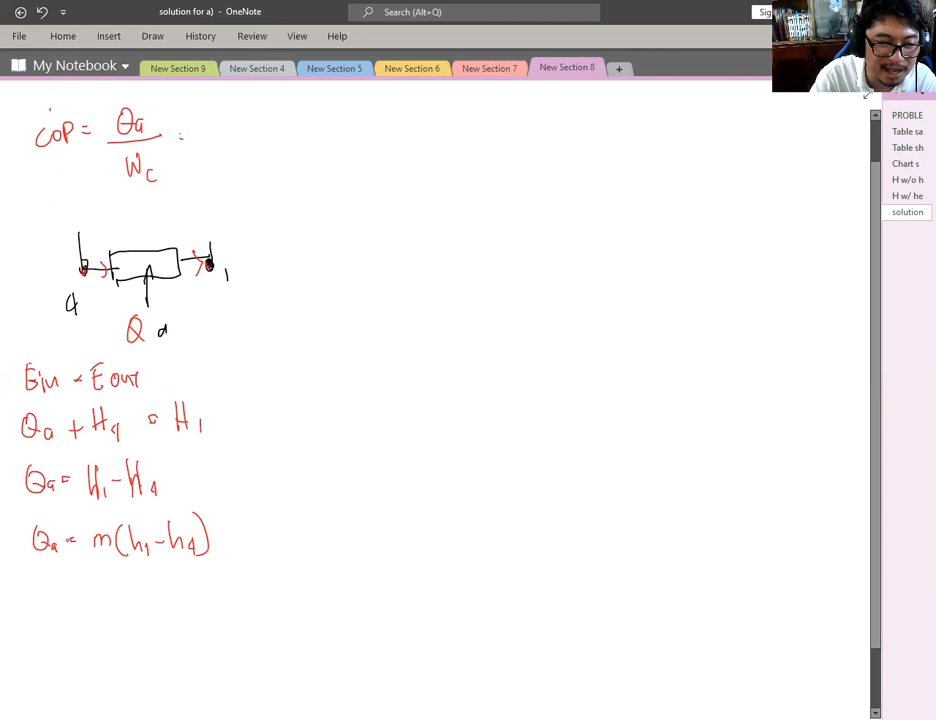 solution for a) - OneNote
Search (Alt+Q)
File Home Insert Draw History Review View Help
My Notebook New Section 9 New Section 4 New Section 5 New Section 6 New Section 7 New Section 8
PROBLE
Table sa
Table sh
Chart s
H w/o h
H w/ he
solution
COP = Qa / Wc =
4 1
Q a
Ein = Eout
Qa + H4 = H1
Qa = H1 - H4
Qa = m(h1 - h4)